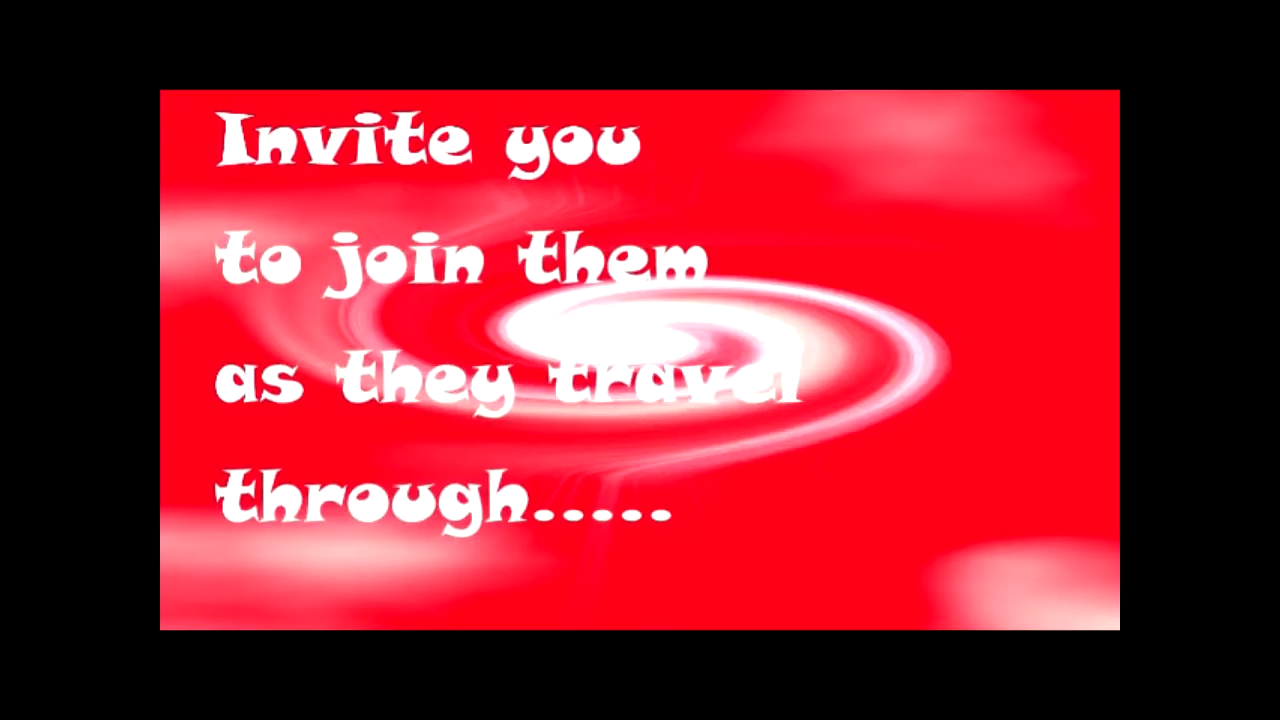 Invite you
to join them
as they travel
through.....